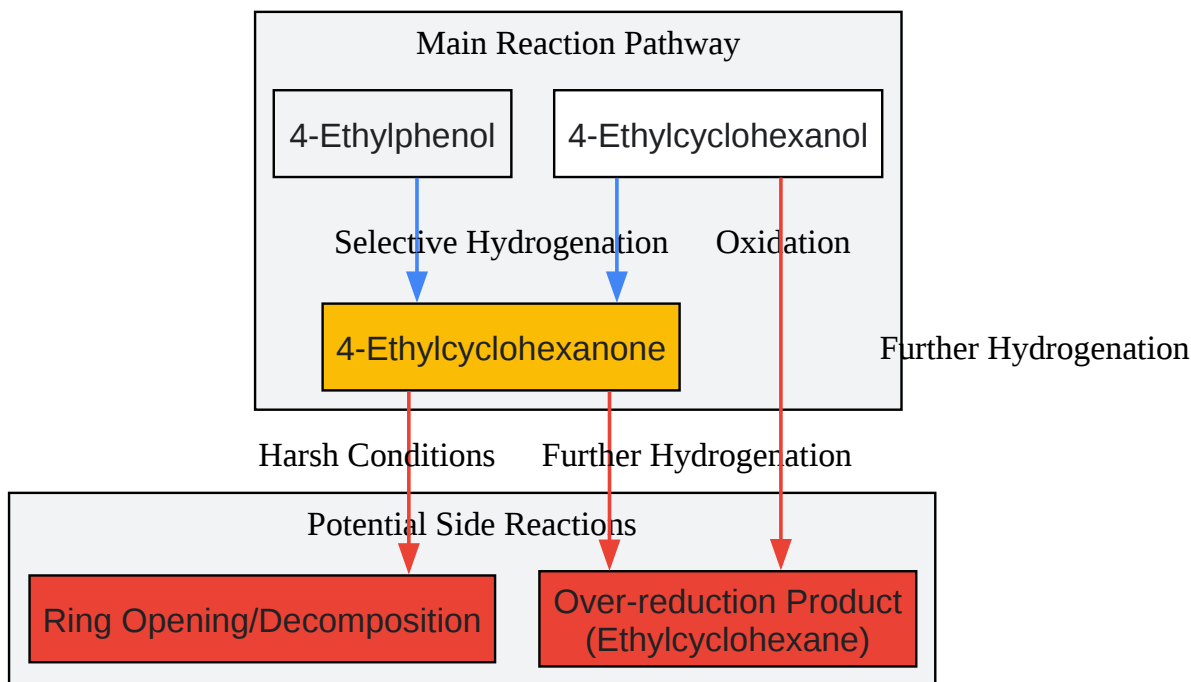 Main Reaction Pathway
4-Ethylphenol
4-Ethylcyclohexanol
Selective Hydrogenation
Oxidation
4-Ethylcyclohexanone
Further Hydrogenation
Harsh Conditions
Further Hydrogenation
Potential Side Reactions
Ring Opening/Decomposition
Over-reduction Product
(Ethylcyclohexane)